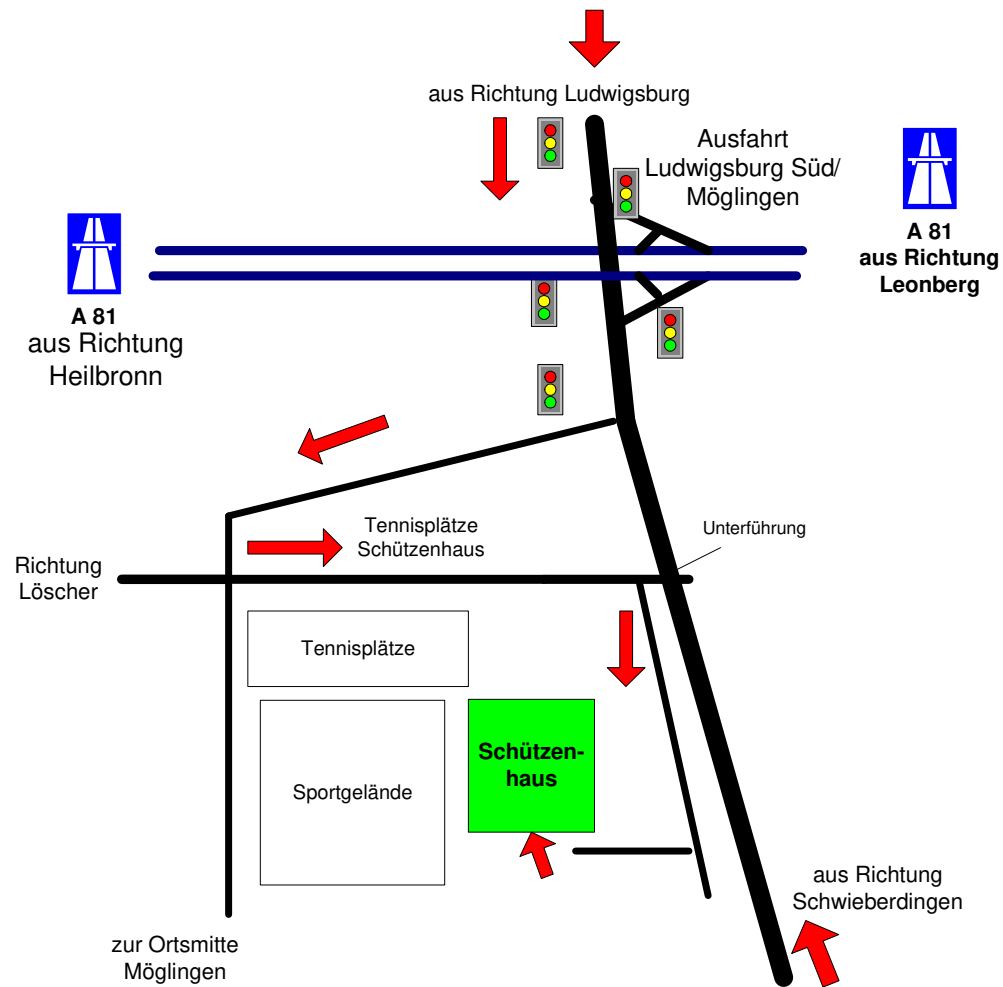 aus Richtung Ludwigsburg
Ausfahrt
Ludwigsburg Süd/
Möglingen
A 81
aus Richtung
Leonberg
A 81
aus Richtung
Heilbronn
Tennisplätze
Schützenhaus
Unterführung
Richtung
Löscher
Tennisplätze
Schützen-
haus
Sportgelände
aus Richtung
Schwieberdingen
zur Ortsmitte
Möglingen